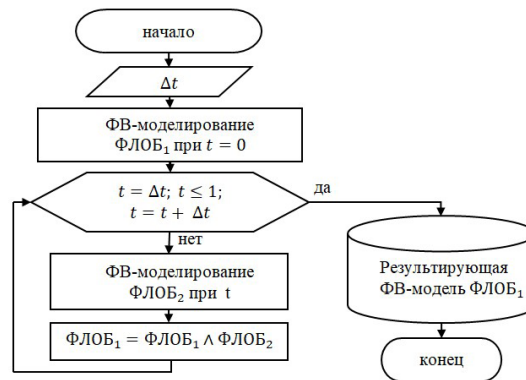 начало
Δt
ФВ-моделирование
ФЛОБ₁ при t = 0
t = Δt; t ≤ 1;
t = t + Δt
да
нет
ФВ-моделирование
ФЛОБ₂ при t
ФЛОБ₁ = ФЛОБ₁ ∧ ФЛОБ₂
Результирующая
ФВ-модель ФЛОБ₁
конец